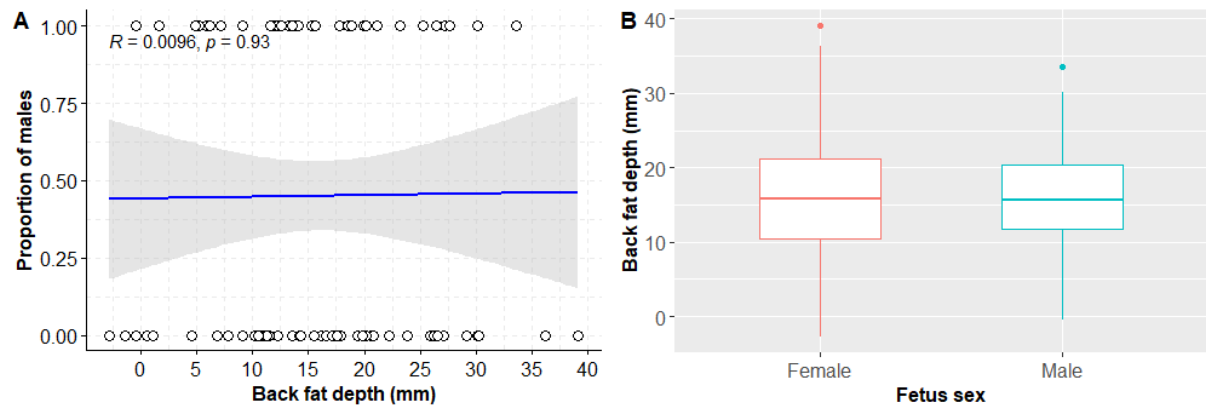 A
R = 0.0096, p = 0.93
Proportion of males
1.00
0.75
0.50
0.25
0.00
0 5 10 15 20 25 30 35 40
Back fat depth (mm)
B
Back fat depth (mm)
40
30
20
10
0
Female Male
Fetus sex